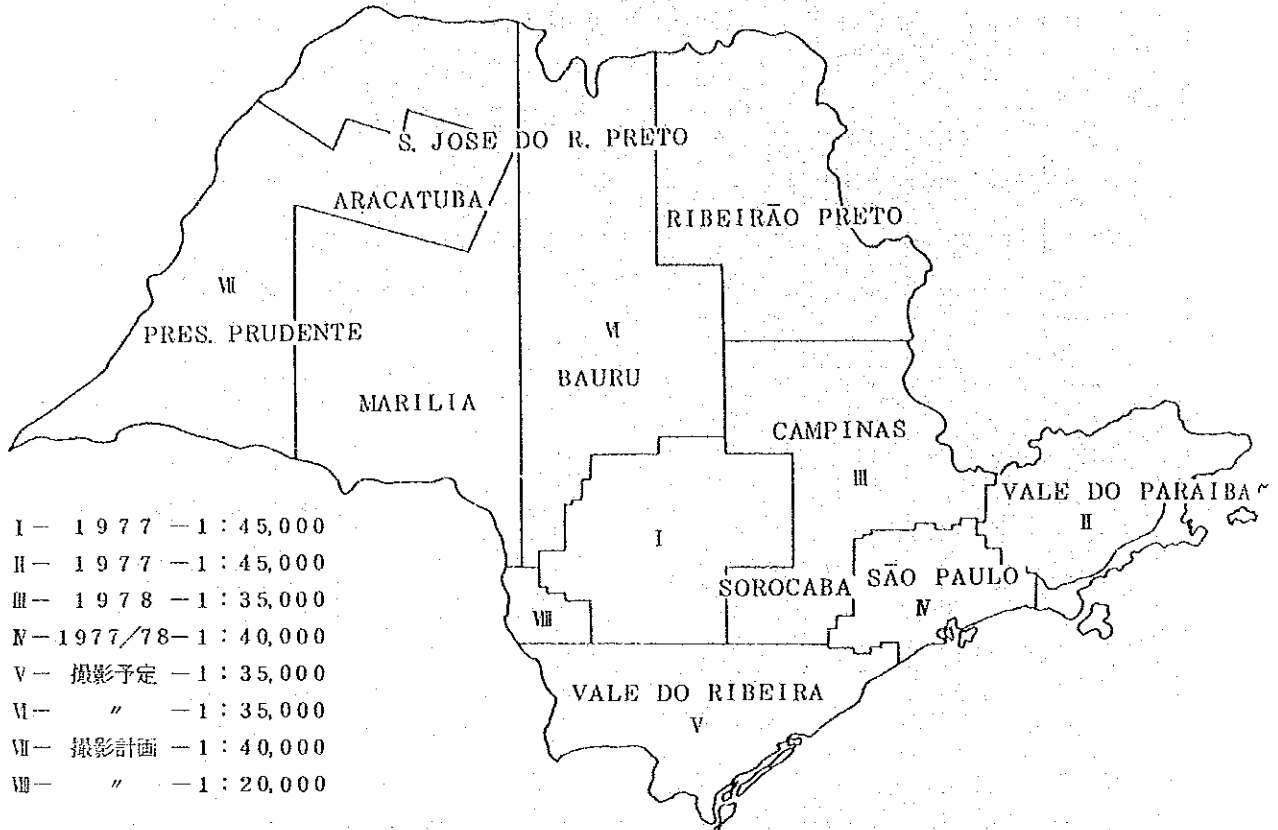 S. JOSE DO R. PRETO
ARACATUBA
RIBEIRÃO PRETO
Ⅶ
PRES. PRUDENTE
Ⅵ
BAURU
MARILIA
CAMPINAS
Ⅲ
VALE DO PARAIBA~
Ⅱ
Ⅰ
SOROCABA
SÃO PAULO
Ⅳ
Ⅷ
VALE DO RIBEIRA
Ⅴ
Ⅰ- 1977 -1:45,000
Ⅱ- 1977 -1:45,000
Ⅲ- 1978 -1:35,000
Ⅳ-1977/78-1:40,000
Ⅴ- 撮影予定 -1:35,000
Ⅵ- 〃 -1:35,000
Ⅶ- 撮影計画 -1:40,000
Ⅷ- 〃 -1:20,000